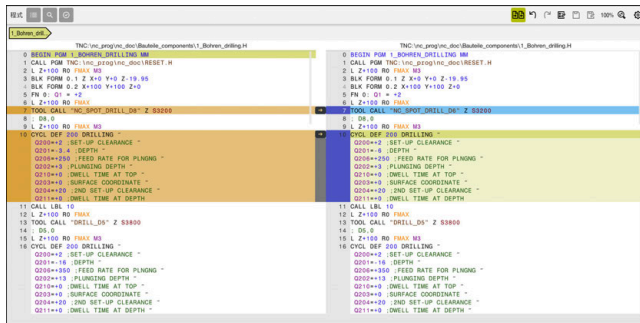 程式
100%
1_Bohren_drill...
TNC:\nc_prog\nc_doc\Bauteile_components\1_Bohren_drilling.H
0 BEGIN PGM 1_BOHREN_DRILLING MM
1 CALL PGM TNC:\nc_prog\nc_doc\RESET.H
2 L Z+100 R0 FMAX M3
3 BLK FORM 0.1 Z X+0 Y+0 Z-19.95
4 BLK FORM 0.2 X+100 Y+100 Z+0
5 FN 0: Q1 = +2
6 L Z+100 R0 FMAX
7 TOOL CALL "NC_SPOT_DRILL_D8" Z S3200
8 ; D8.0
9 L Z+100 R0 FMAX M3
10 CYCL DEF 200 DRILLING ~
Q200=+2 ;SET-UP CLEARANCE ~
Q201=-3.4 ;DEPTH ~
Q206=+250 ;FEED RATE FOR PLNGNG ~
Q202=+3 ;PLUNGING DEPTH ~
Q210=+0 ;DWELL TIME AT TOP ~
Q203=+0 ;SURFACE COORDINATE ~
Q204=+20 ;2ND SET-UP CLEARANCE ~
Q211=+0 ;DWELL TIME AT DEPTH
11 CALL LBL 10
12 L Z+100 R0 FMAX
13 TOOL CALL "DRILL_D5" Z S3800
14 ; D5.0
15 L Z+100 R0 FMAX M3
16 CYCL DEF 200 DRILLING ~
Q200=+2 ;SET-UP CLEARANCE ~
Q201=-16 ;DEPTH ~
Q206=+350 ;FEED RATE FOR PLNGNG ~
Q202=+13 ;PLUNGING DEPTH ~
Q210=+0 ;DWELL TIME AT TOP ~
Q203=+0 ;SURFACE COORDINATE ~
Q204=+20 ;2ND SET-UP CLEARANCE ~
Q211=+0 ;DWELL TIME AT DEPTH
TNC:\nc_prog\nc_doc\Bauteile_components\1_Bohren_drilling.H
0 BEGIN PGM 1_BOHREN_DRILLING MM
1 CALL PGM TNC:\nc_prog\nc_doc\RESET.H
2 L Z+100 R0 FMAX M3
3 BLK FORM 0.1 Z X+0 Y+0 Z-19.95
4 BLK FORM 0.2 X+100 Y+100 Z+0
5 FN 0: Q1 = +2
6 L Z+100 R0 FMAX
7 TOOL CALL "NC_SPOT_DRILL_D6" Z S3200
8 ; D8.0
9 L Z+100 R0 FMAX M3
10 CYCL DEF 200 DRILLING ~
Q200=+2 ;SET-UP CLEARANCE ~
Q201=-6 ;DEPTH ~
Q206=+250 ;FEED RATE FOR PLNGNG ~
Q202=+3 ;PLUNGING DEPTH ~
Q210=+0 ;DWELL TIME AT TOP ~
Q203=+0 ;SURFACE COORDINATE ~
Q204=+20 ;2ND SET-UP CLEARANCE ~
Q211=+0 ;DWELL TIME AT DEPTH
11 CALL LBL 10
12 L Z+100 R0 FMAX
13 TOOL CALL "DRILL_D5" Z S3800
14 ; D5.0
15 L Z+100 R0 FMAX M3
16 CYCL DEF 200 DRILLING ~
Q200=+2 ;SET-UP CLEARANCE ~
Q201=-16 ;DEPTH ~
Q206=+350 ;FEED RATE FOR PLNGNG ~
Q202=+13 ;PLUNGING DEPTH ~
Q210=+0 ;DWELL TIME AT TOP ~
Q203=+0 ;SURFACE COORDINATE ~
Q204=+20 ;2ND SET-UP CLEARANCE ~
Q211=+0 ;DWELL TIME AT DEPTH